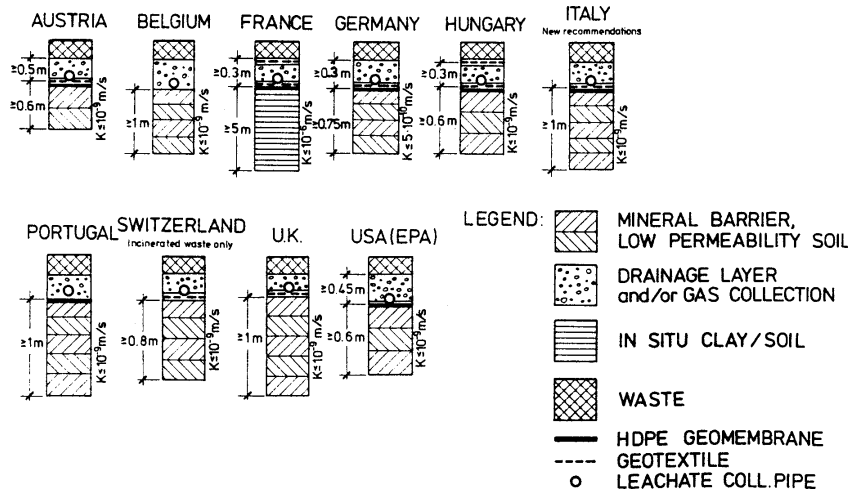 AUSTRIA
≥0.5m
≥0.6m
K≤10⁻⁹m/s
BELGIUM
≥1m
K≤10⁻⁹m/s
FRANCE
≥0.3m
≥5m
K≤10⁻⁶m/s
GERMANY
≥0.3m
≥0.75m
K≤5·10⁻¹⁰m/s
HUNGARY
≥0.3m
≥0.6m
K≤10⁻⁹m/s
ITALY
New recommendations
≥1m
K≤10⁻⁹m/s
PORTUGAL
≥1m
K≤10⁻⁹m/s
SWITZERLAND
Incinerated waste only
≥0.8m
K≤10⁻⁹m/s
U.K.
≥1m
K≤10⁻⁹m/s
USA(EPA)
≥0.45m
≥0.6m
K≤10⁻⁹m/s
LEGEND:
MINERAL BARRIER,
LOW PERMEABILITY SOIL
DRAINAGE LAYER
and/or GAS COLLECTION
IN SITU CLAY/SOIL
WASTE
HDPE GEOMEMBRANE
GEOTEXTILE
LEACHATE COLL.PIPE